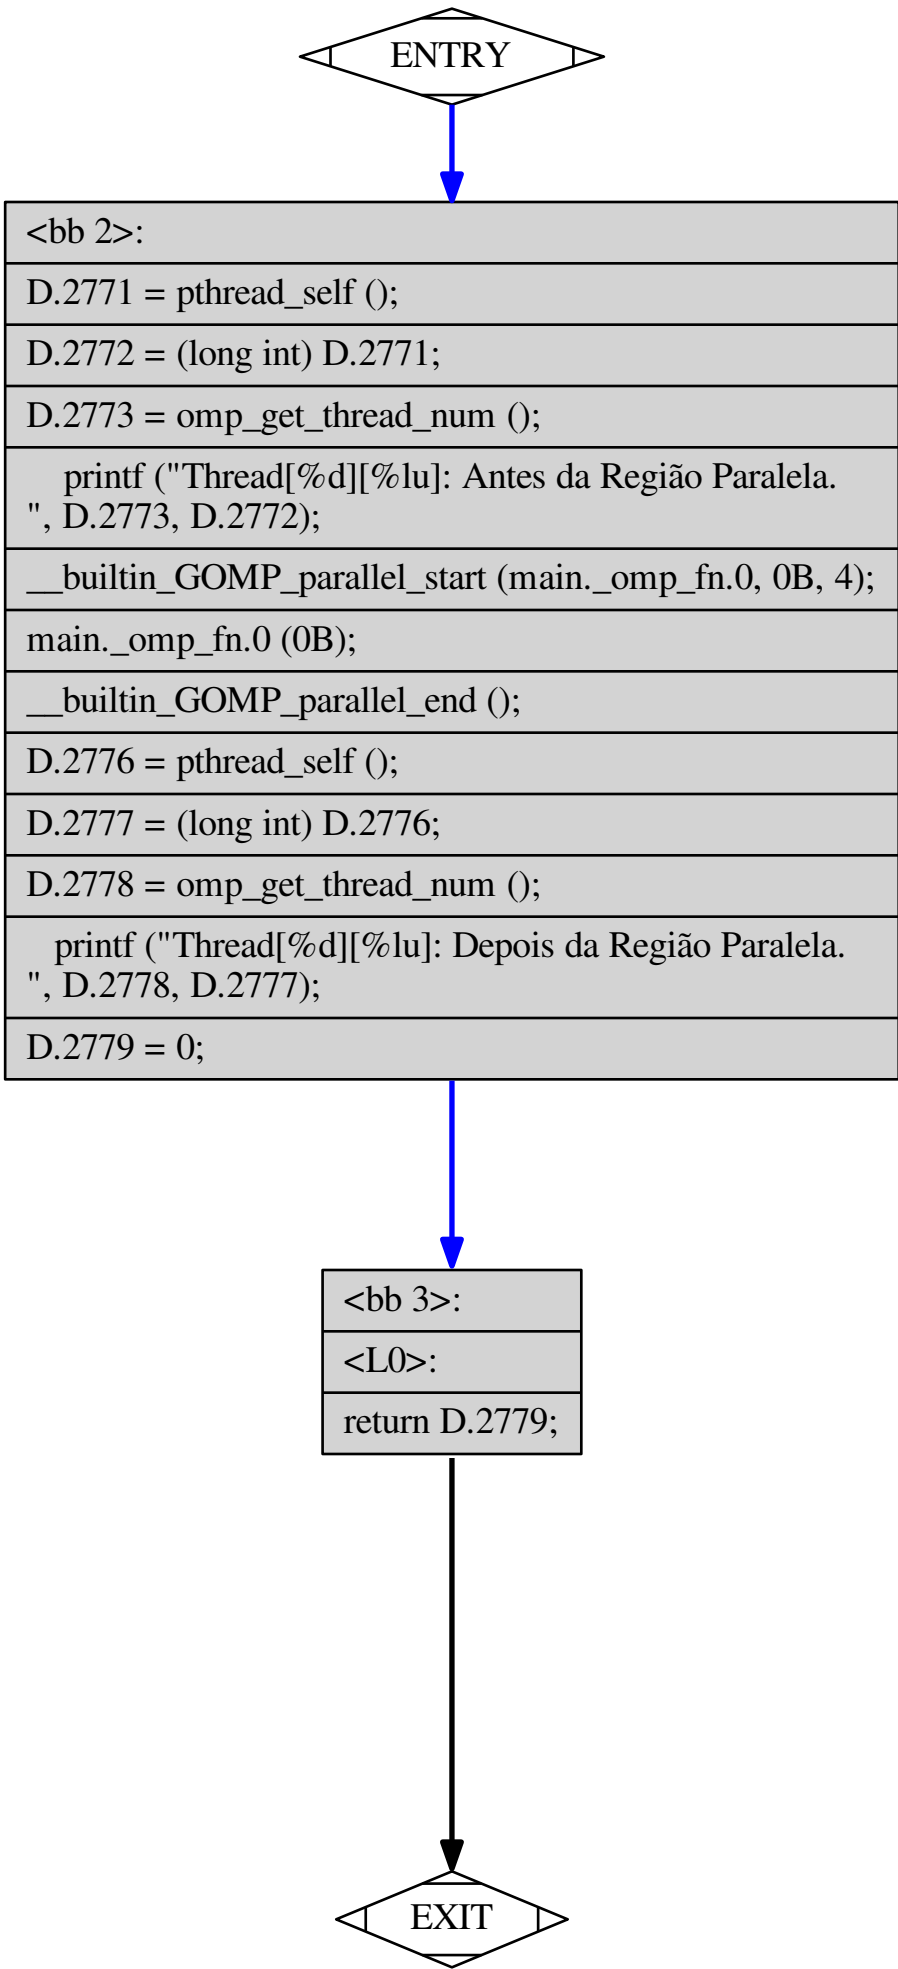 ENTRY
<bb 2>:
D.2771 = pthread_self ();
D.2772 = (long int) D.2771;
D.2773 = omp_get_thread_num ();
printf ("Thread[%d][%lu]: Antes da Região Paralela.
", D.2773, D.2772);
__builtin_GOMP_parallel_start (main._omp_fn.0, 0B, 4);
main._omp_fn.0 (0B);
__builtin_GOMP_parallel_end ();
D.2776 = pthread_self ();
D.2777 = (long int) D.2776;
D.2778 = omp_get_thread_num ();
printf ("Thread[%d][%lu]: Depois da Região Paralela.
", D.2778, D.2777);
D.2779 = 0;
<bb 3>:
<L0>:
return D.2779;
EXIT